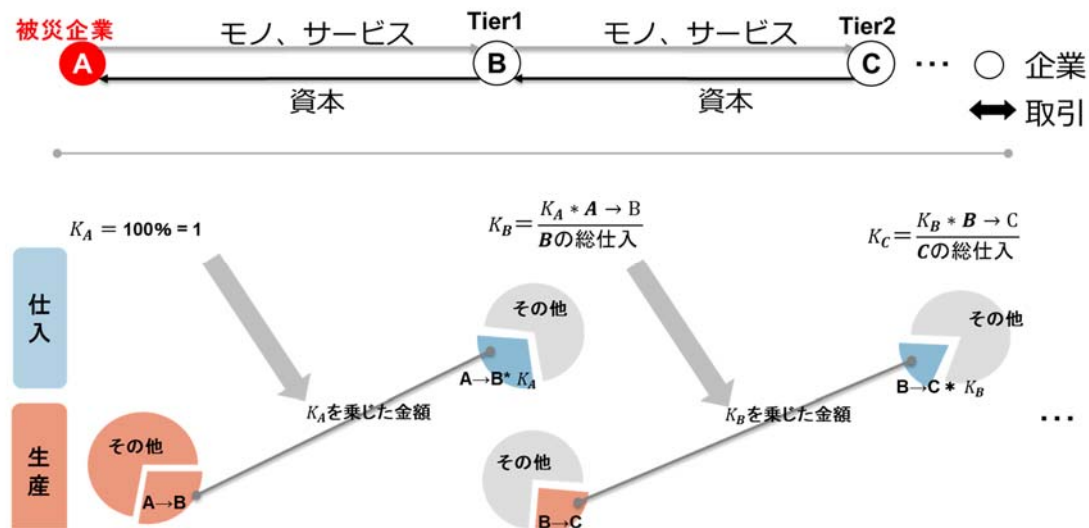 被災企業
Tier1
Tier2
モノ、サービス
モノ、サービス
A
B
C
… 企業
資本
資本
取引
K_A = 100% = 1
K_B = K_A * A → B / Bの総仕入
K_C = K_B * B → C / Cの総仕入
仕入
その他
その他
A→B* K_A
B→C * K_B
K_Aを乗じた金額
K_Bを乗じた金額
生産
その他
その他
A→B
B→C
…